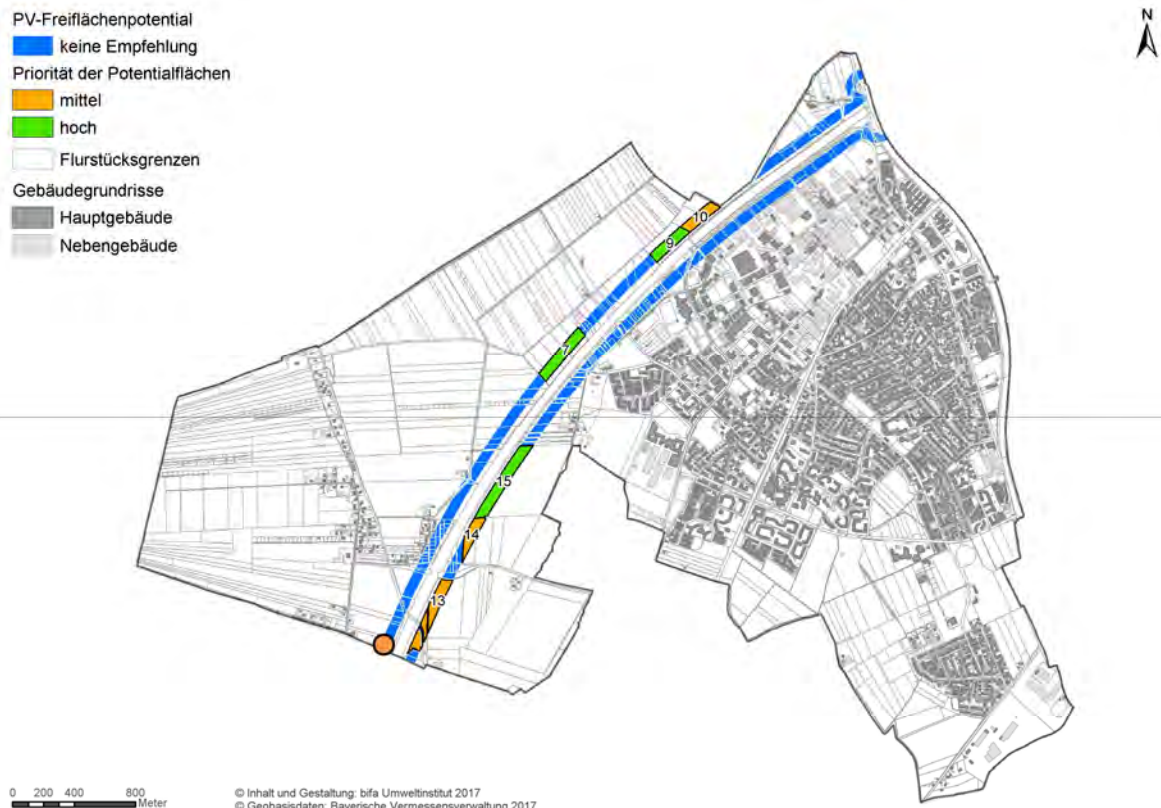 PV-Freiflächenpotential
keine Empfehlung
Priorität der Potentialflächen
mittel
hoch
Flurstücksgrenzen
Gebäudegrundrisse
Hauptgebäude
Nebengebäude
N
10
9
7
15
14
13
0 200 400 800
Meter
© Inhalt und Gestaltung: bifa Umweltinstitut 2017
© Geobasisdaten: Bayerische Vermessensverwaltung 2017